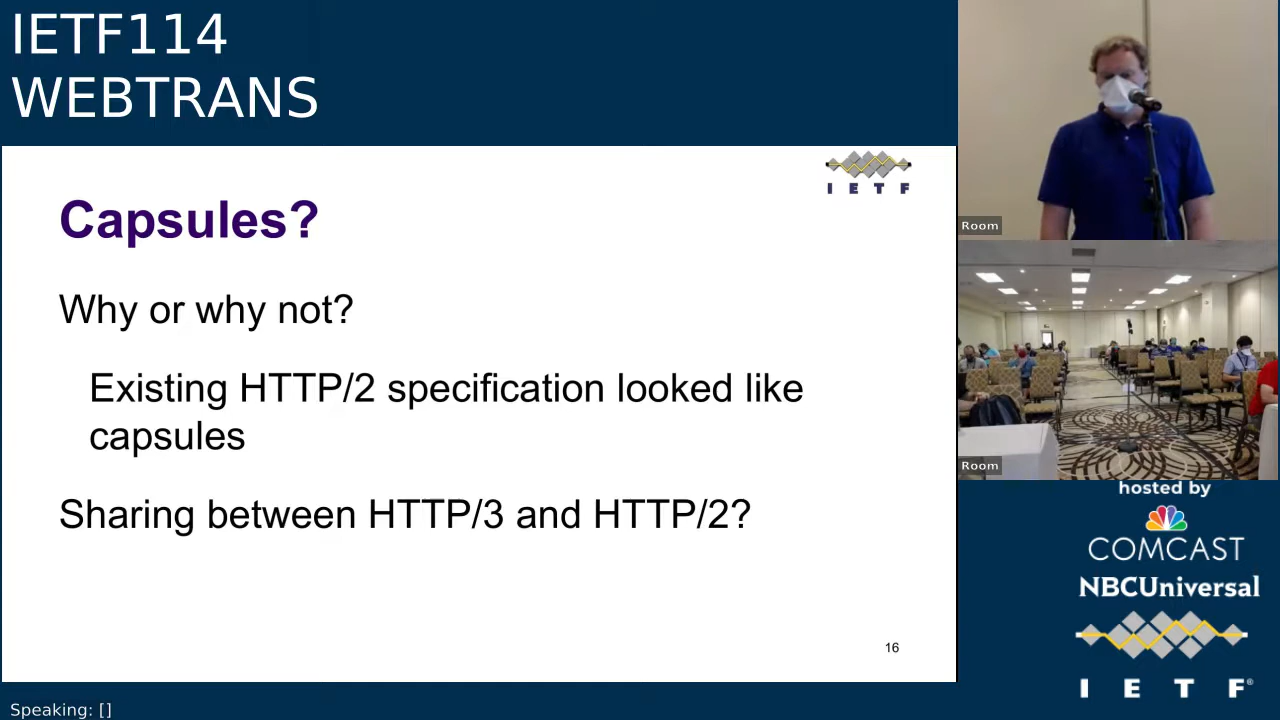 IETF114
WEBTRANS
I E T F
Capsules?
Why or why not?
Existing HTTP/2 specification looked like
capsules
Sharing between HTTP/3 and HTTP/2?
16
Room
Room
hosted by
COMCAST
NBCUniversal
I E T F®
Speaking: []